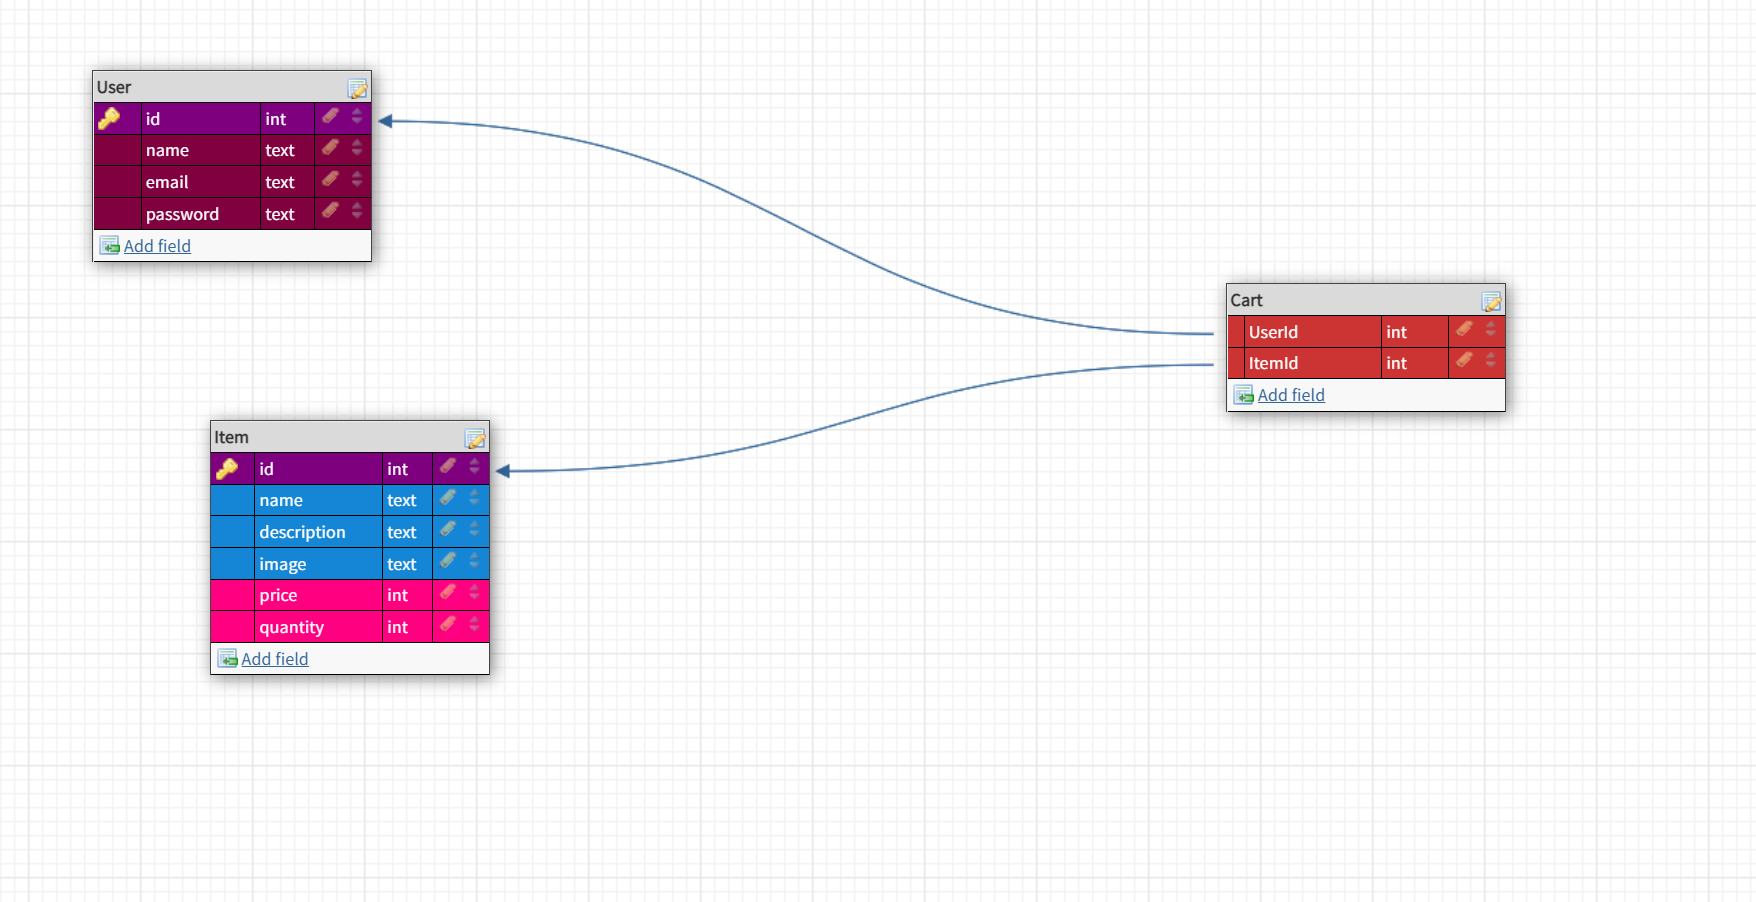 User
id int
name text
email text
password text
Add field
Cart
UserId int
ItemId int
Add field
Item
id int
name text
description text
image text
price int
quantity int
Add field